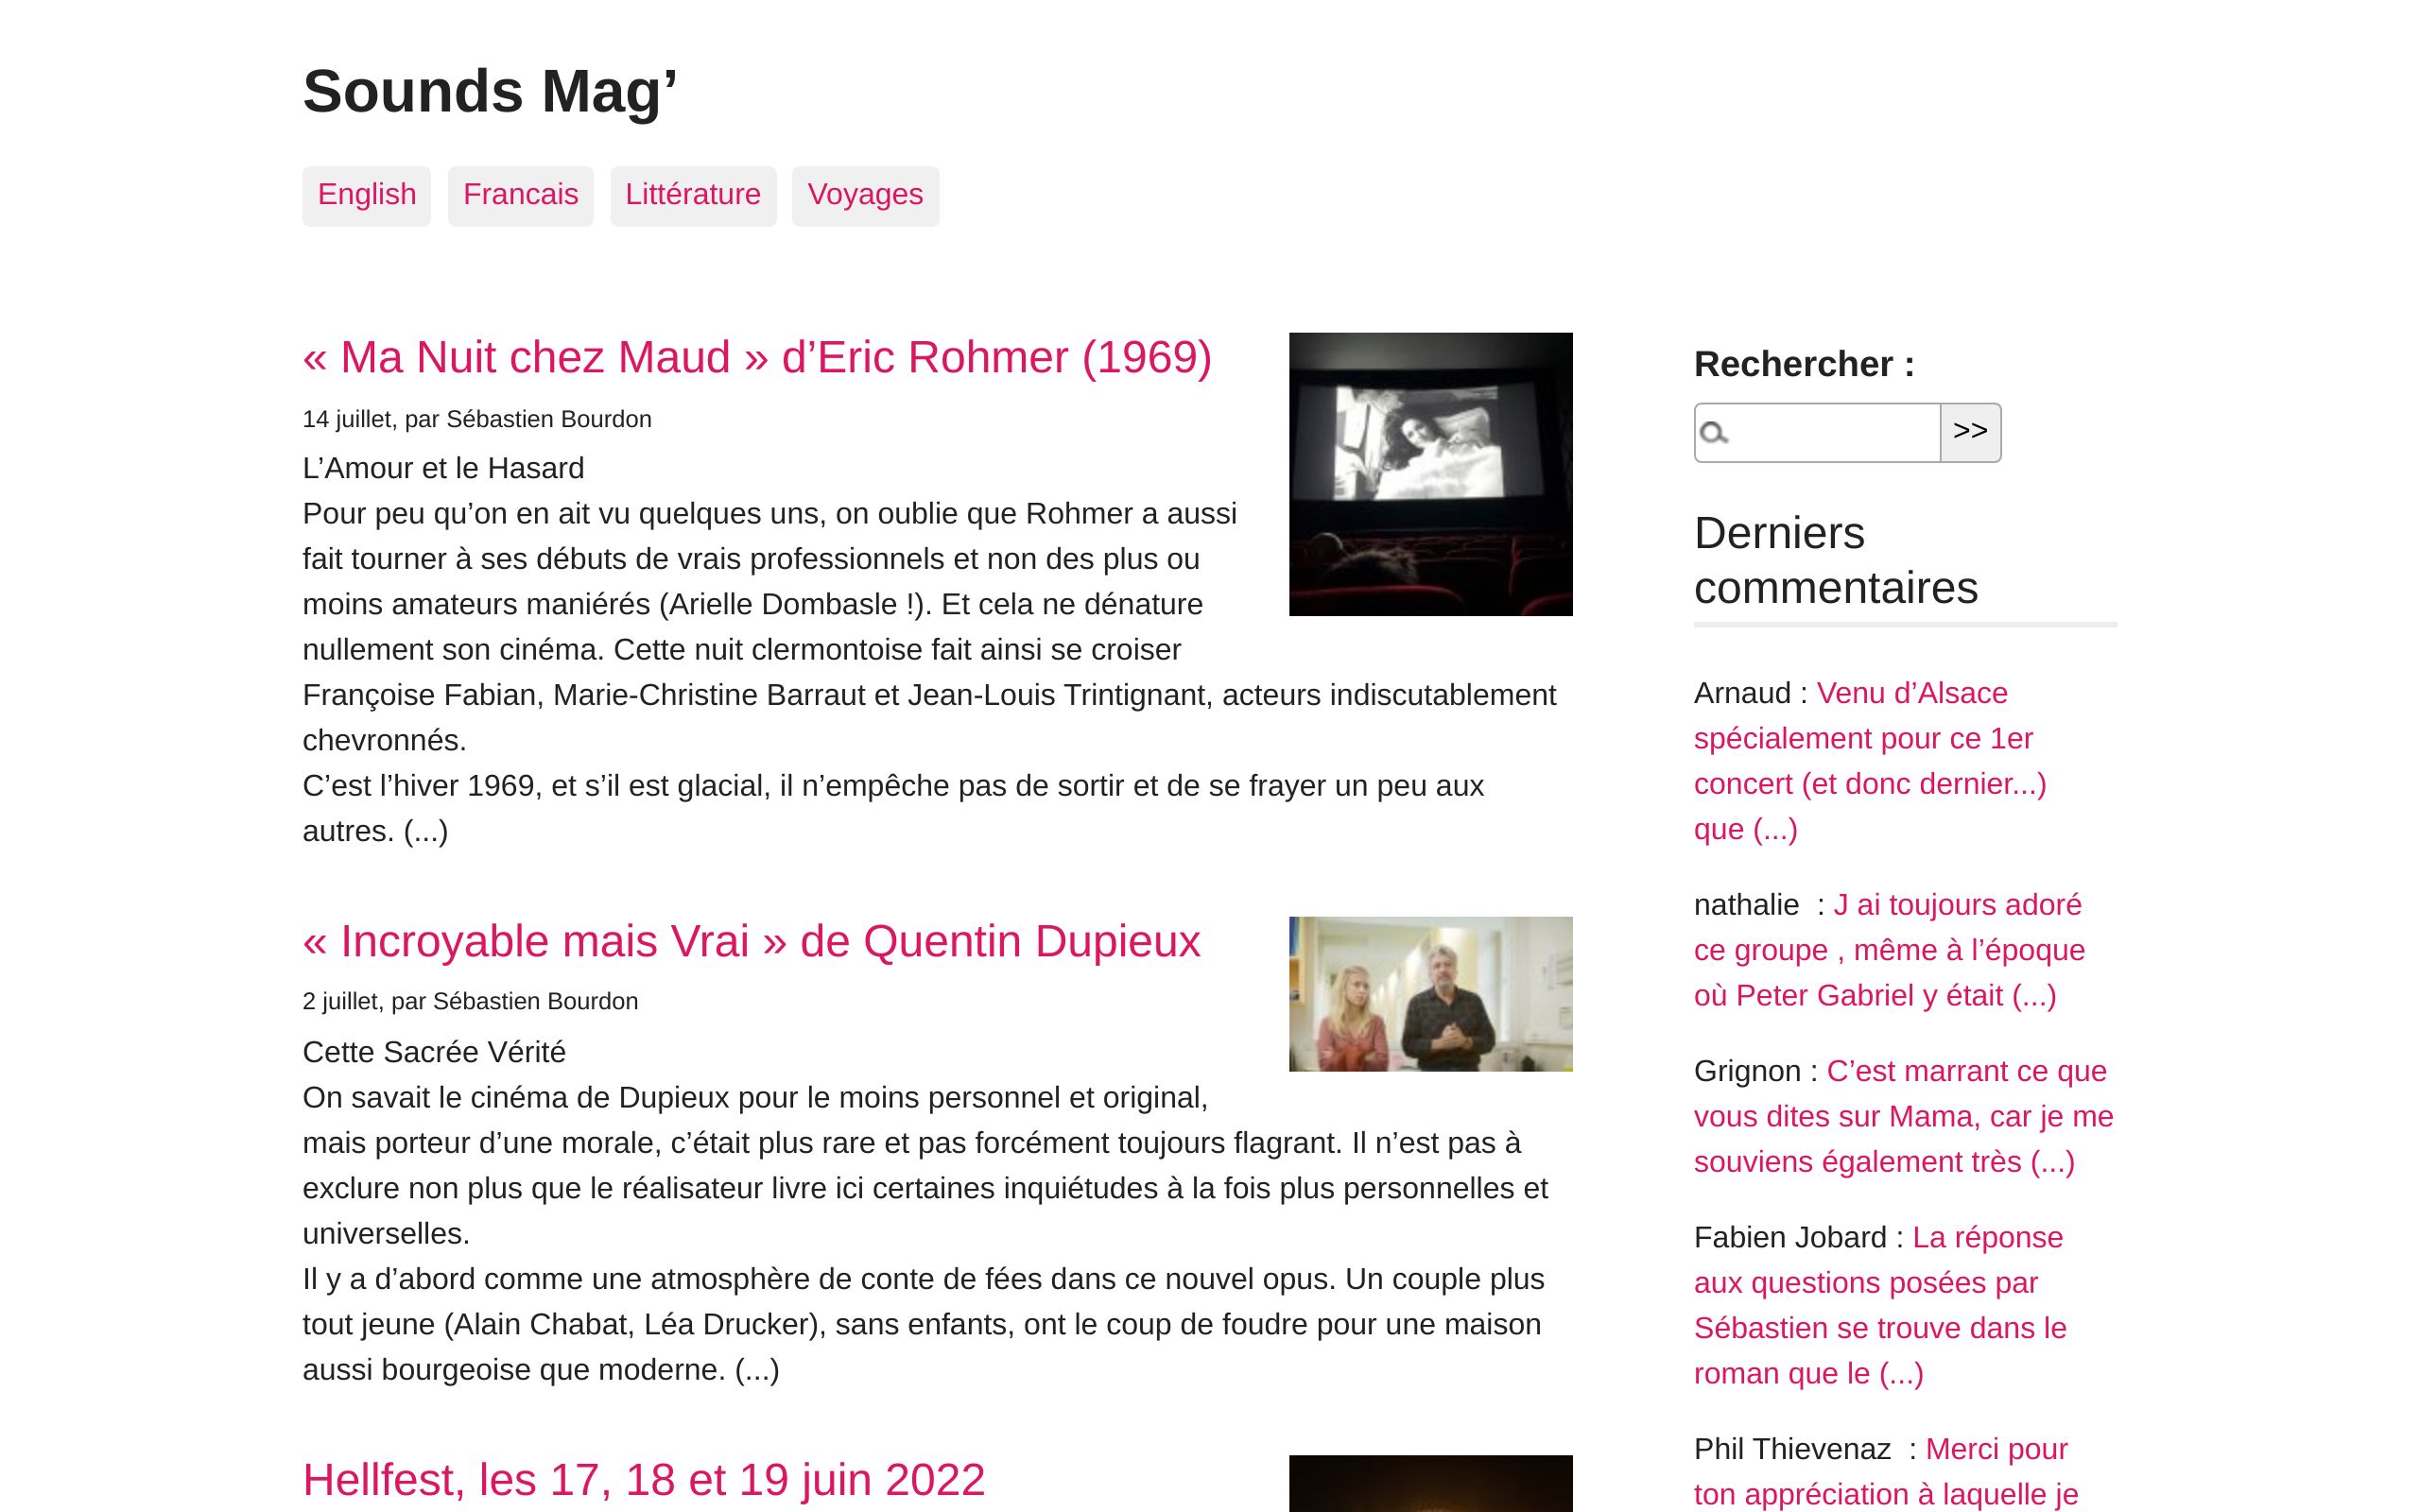 Sounds Mag’
English
Francais
Littérature
Voyages
« Ma Nuit chez Maud » d’Eric Rohmer (1969)
14 juillet, par Sébastien Bourdon
L’Amour et le Hasard
Pour peu qu’on en ait vu quelques uns, on oublie que Rohmer a aussi
fait tourner à ses débuts de vrais professionnels et non des plus ou
moins amateurs maniérés (Arielle Dombasle !). Et cela ne dénature
nullement son cinéma. Cette nuit clermontoise fait ainsi se croiser
Françoise Fabian, Marie-Christine Barraut et Jean-Louis Trintignant, acteurs indiscutablement
chevronnés.
C’est l’hiver 1969, et s’il est glacial, il n’empêche pas de sortir et de se frayer un peu aux
autres. (...)
« Incroyable mais Vrai » de Quentin Dupieux
2 juillet, par Sébastien Bourdon
Cette Sacrée Vérité
On savait le cinéma de Dupieux pour le moins personnel et original,
mais porteur d’une morale, c’était plus rare et pas forcément toujours flagrant. Il n’est pas à
exclure non plus que le réalisateur livre ici certaines inquiétudes à la fois plus personnelles et
universelles.
Il y a d’abord comme une atmosphère de conte de fées dans ce nouvel opus. Un couple plus
tout jeune (Alain Chabat, Léa Drucker), sans enfants, ont le coup de foudre pour une maison
aussi bourgeoise que moderne. (...)
Hellfest, les 17, 18 et 19 juin 2022
Rechercher :
>>
Derniers
commentaires
Arnaud : Venu d’Alsace
spécialement pour ce 1er
concert (et donc dernier...)
que (...)
nathalie  : J ai toujours adoré
ce groupe , même à l’époque
où Peter Gabriel y était (...)
Grignon : C’est marrant ce que
vous dites sur Mama, car je me
souviens également très (...)
Fabien Jobard : La réponse
aux questions posées par
Sébastien se trouve dans le
roman que le (...)
Phil Thievenaz  : Merci pour
ton appréciation à laquelle je